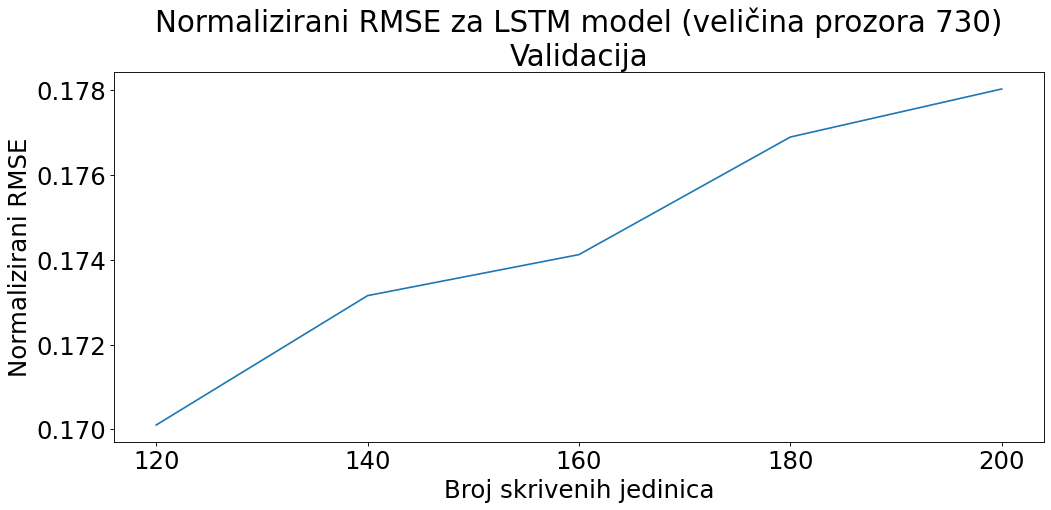 Normalizirani RMSE za LSTM model (veličina prozora 730)
Validacija
0.178
0.176
0.174
0.172
0.170
Normalizirani RMSE
120 140 160 180 200
Broj skrivenih jedinica